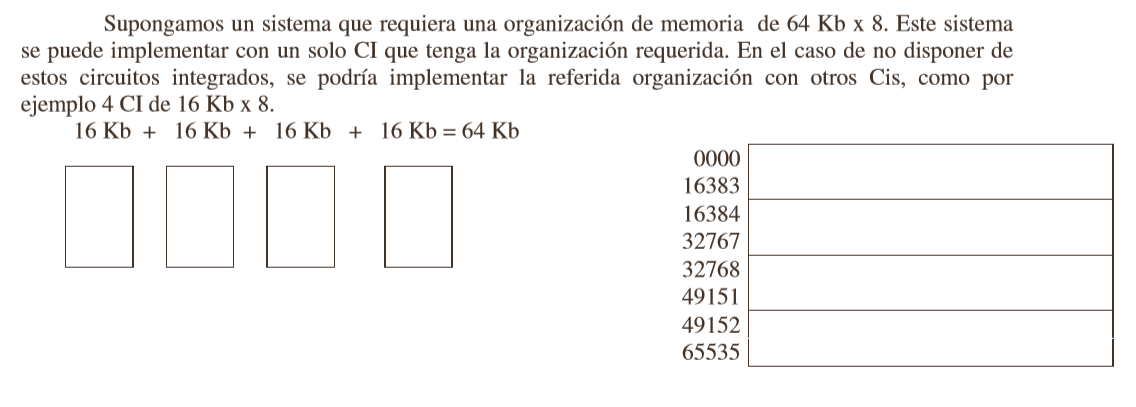 Supongamos un sistema que requiera una organización de memoria de 64 Kb x 8. Este sistema
se puede implementar con un solo CI que tenga la organización requerida. En el caso de no disponer de
estos circuitos integrados, se podría implementar la referida organización con otros Cis, como por
ejemplo 4 CI de 16 Kb x 8.
16 Kb + 16 Kb + 16 Kb + 16 Kb = 64 Kb
0000
16383
16384
32767
32768
49151
49152
65535